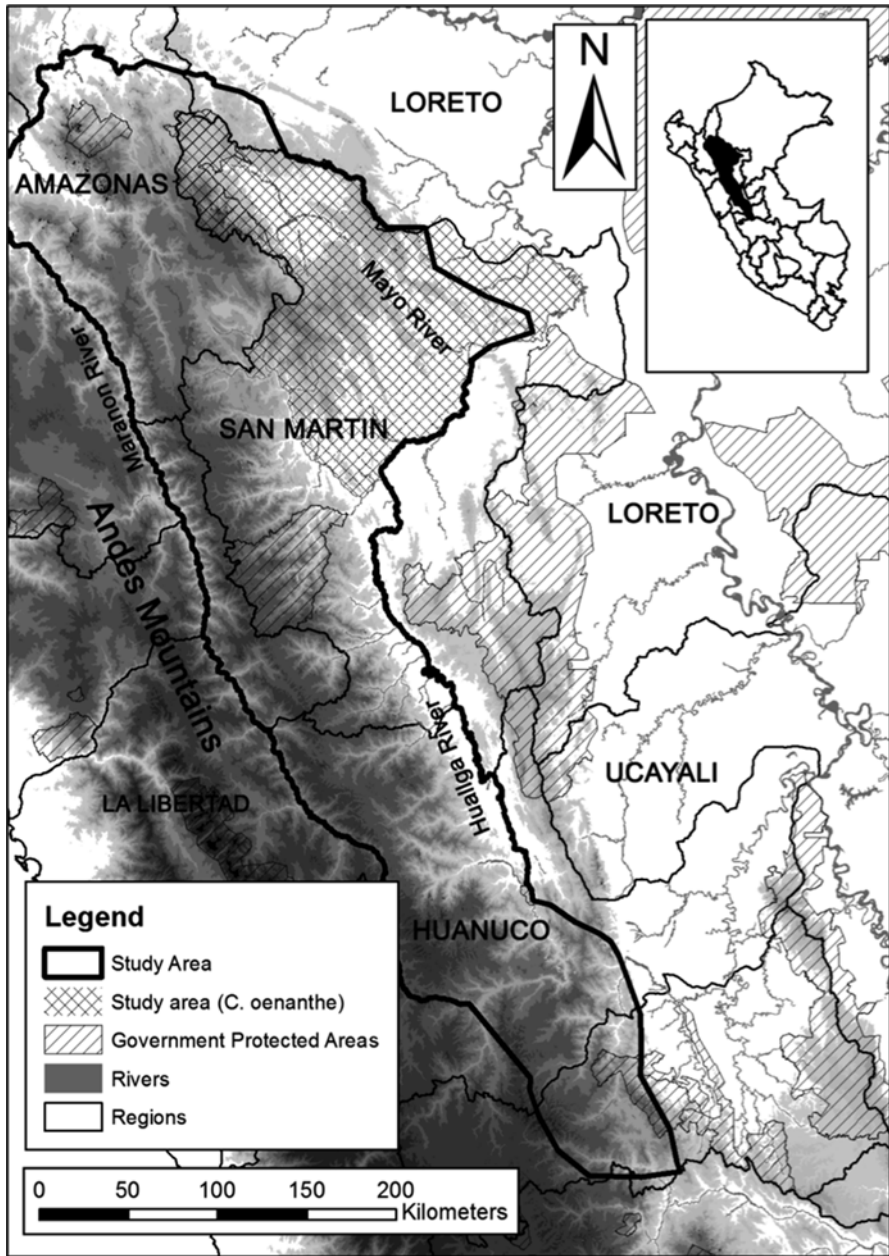 N
LORETO
AMAZONAS
Mayo River
Maranon River
SAN MARTIN
LORETO
Andes Mountains
Huallga River
UCAYALI
LA LIBERTAD
HUANUCO
Legend
Study Area
Study area (C. oenanthe)
Government Protected Areas
Rivers
Regions
0 50 100 150 200
Kilometers